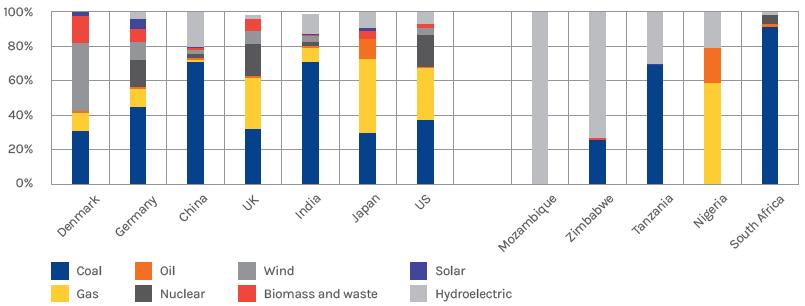 100%
80%
60%
40%
20%
0%
Denmark
Germany
China
UK
India
Japan
US
Mozambique
Zimbabwe
Tanzania
Nigeria
South Africa
Coal Oil Wind Solar
Gas Nuclear Biomass and waste Hydroelectric